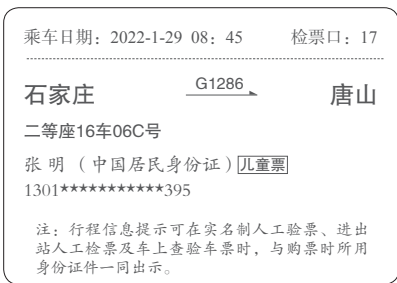 乘车日期：2022-1-29 08：45 检票口：17
石家庄 G1286 唐山
二等座16车06C号
张 明 （中国居民身份证）儿童票
1301***********395
注：行程信息提示可在实名制人工验票、进出
站人工检票及车上查验车票时，与购票时所用
身份证件一同出示。